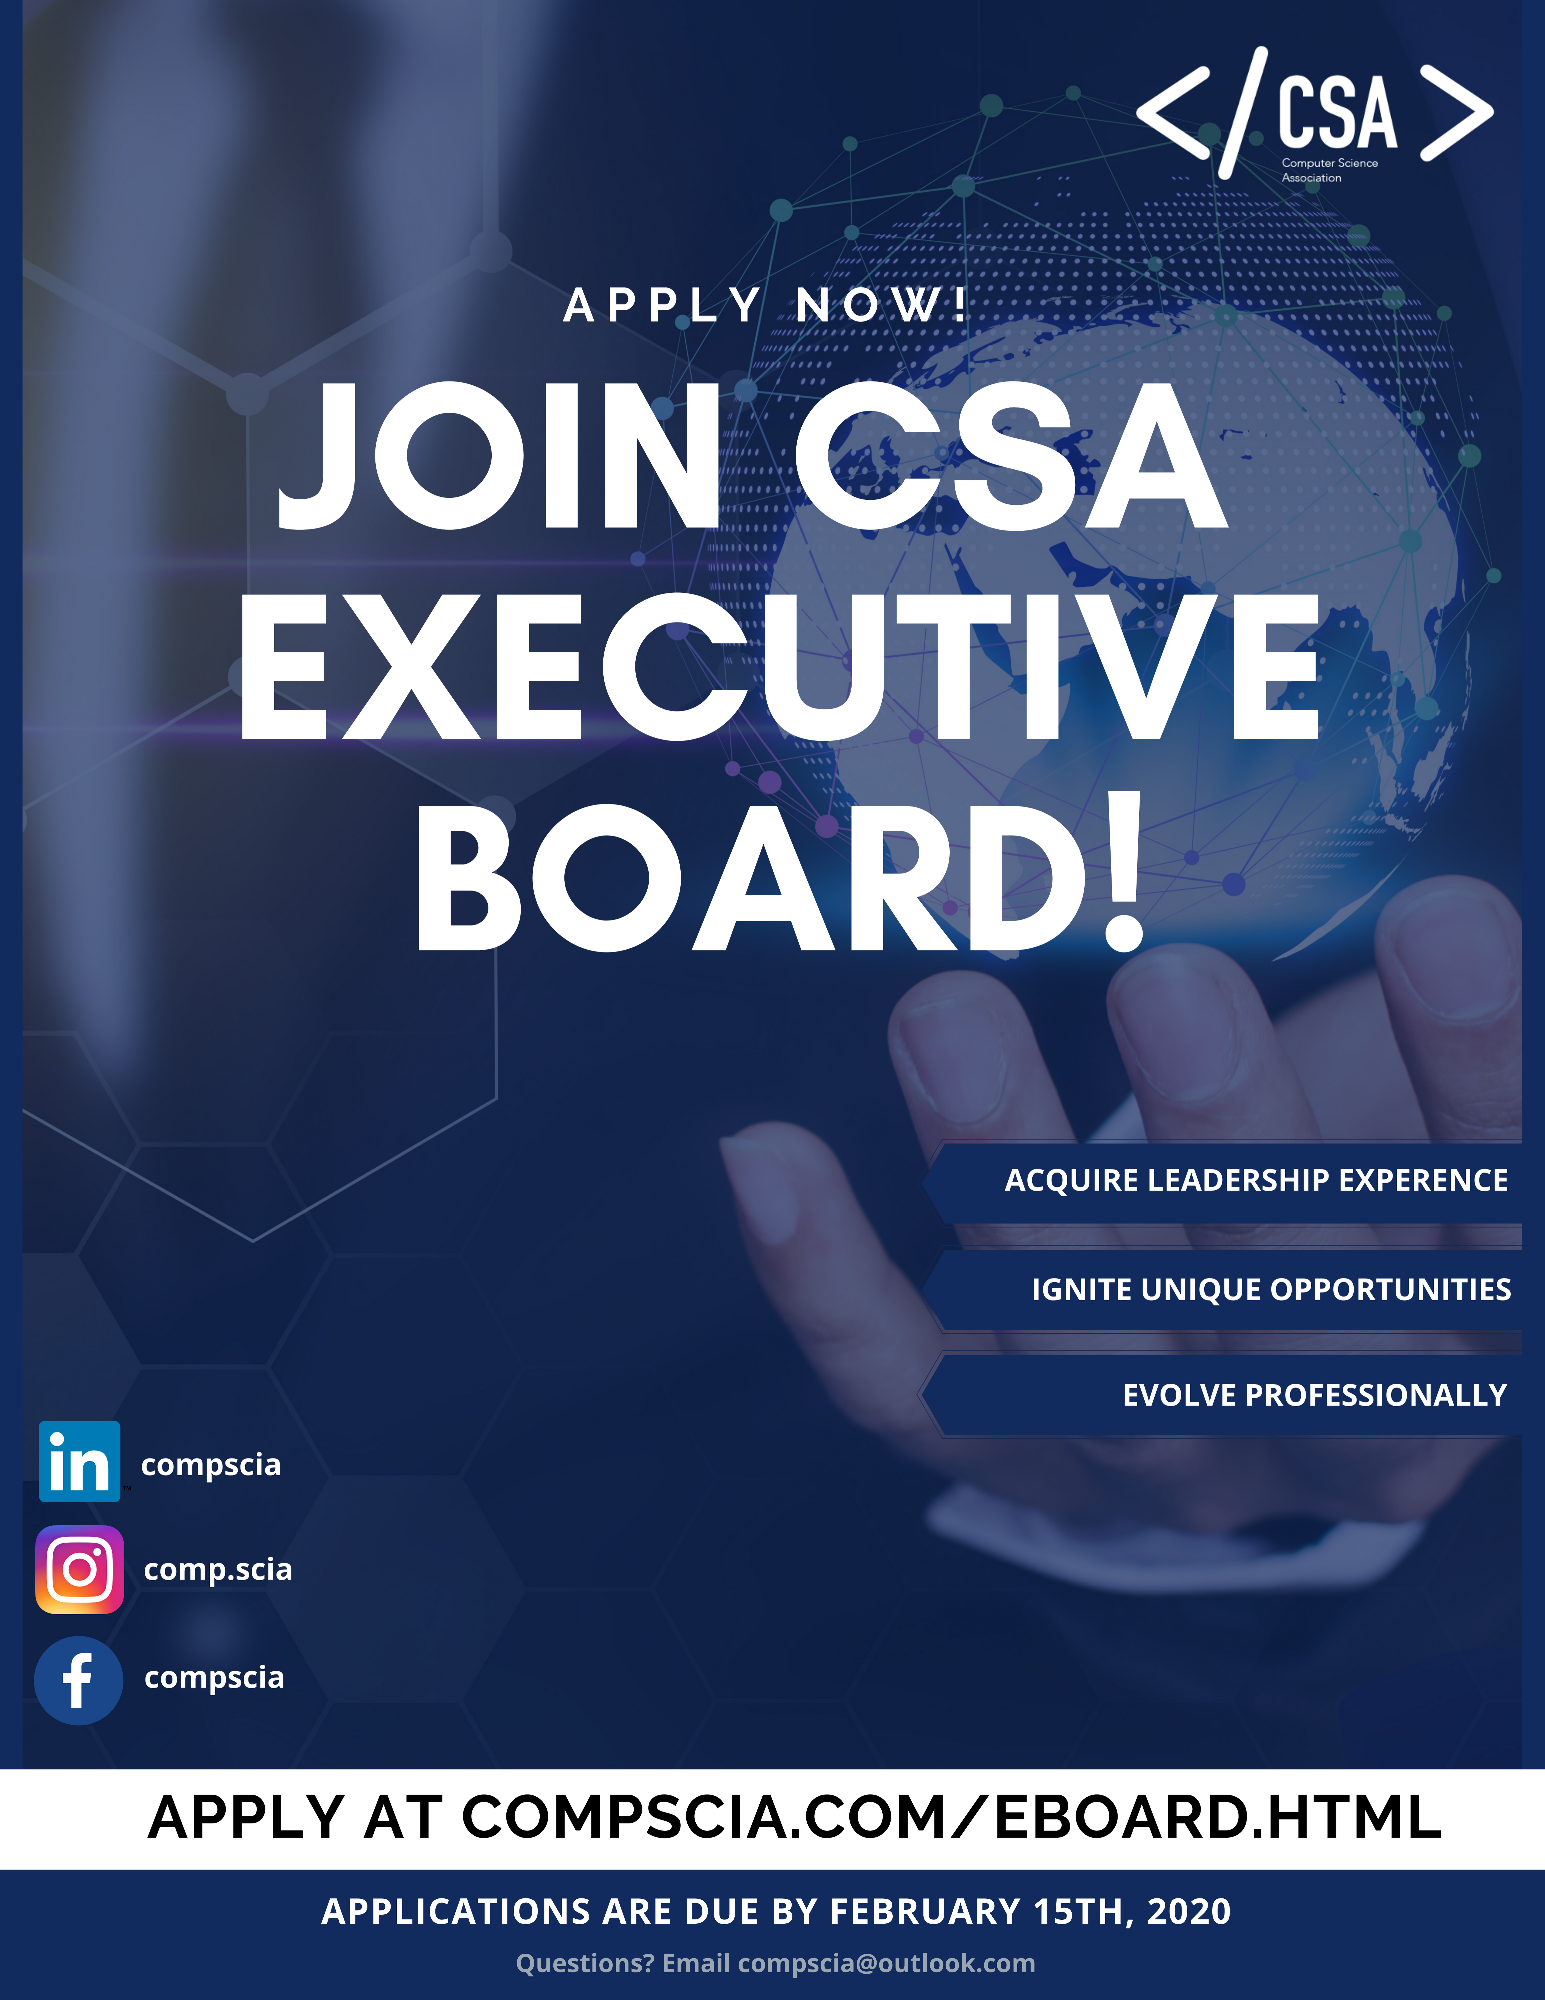 </CSA>
Computer Science
Association
APPLY NOW!
JOIN CSA
EXECUTIVE
BOARD!
ACQUIRE LEADERSHIP EXPERENCE
IGNITE UNIQUE OPPORTUNITIES
EVOLVE PROFESSIONALLY
in
compscia
comp.scia
f
compscia
APPLY AT COMPSCIA.COM/EBOARD.HTML
APPLICATIONS ARE DUE BY FEBRUARY 15TH, 2020
Questions? Email compscia@outlook.com